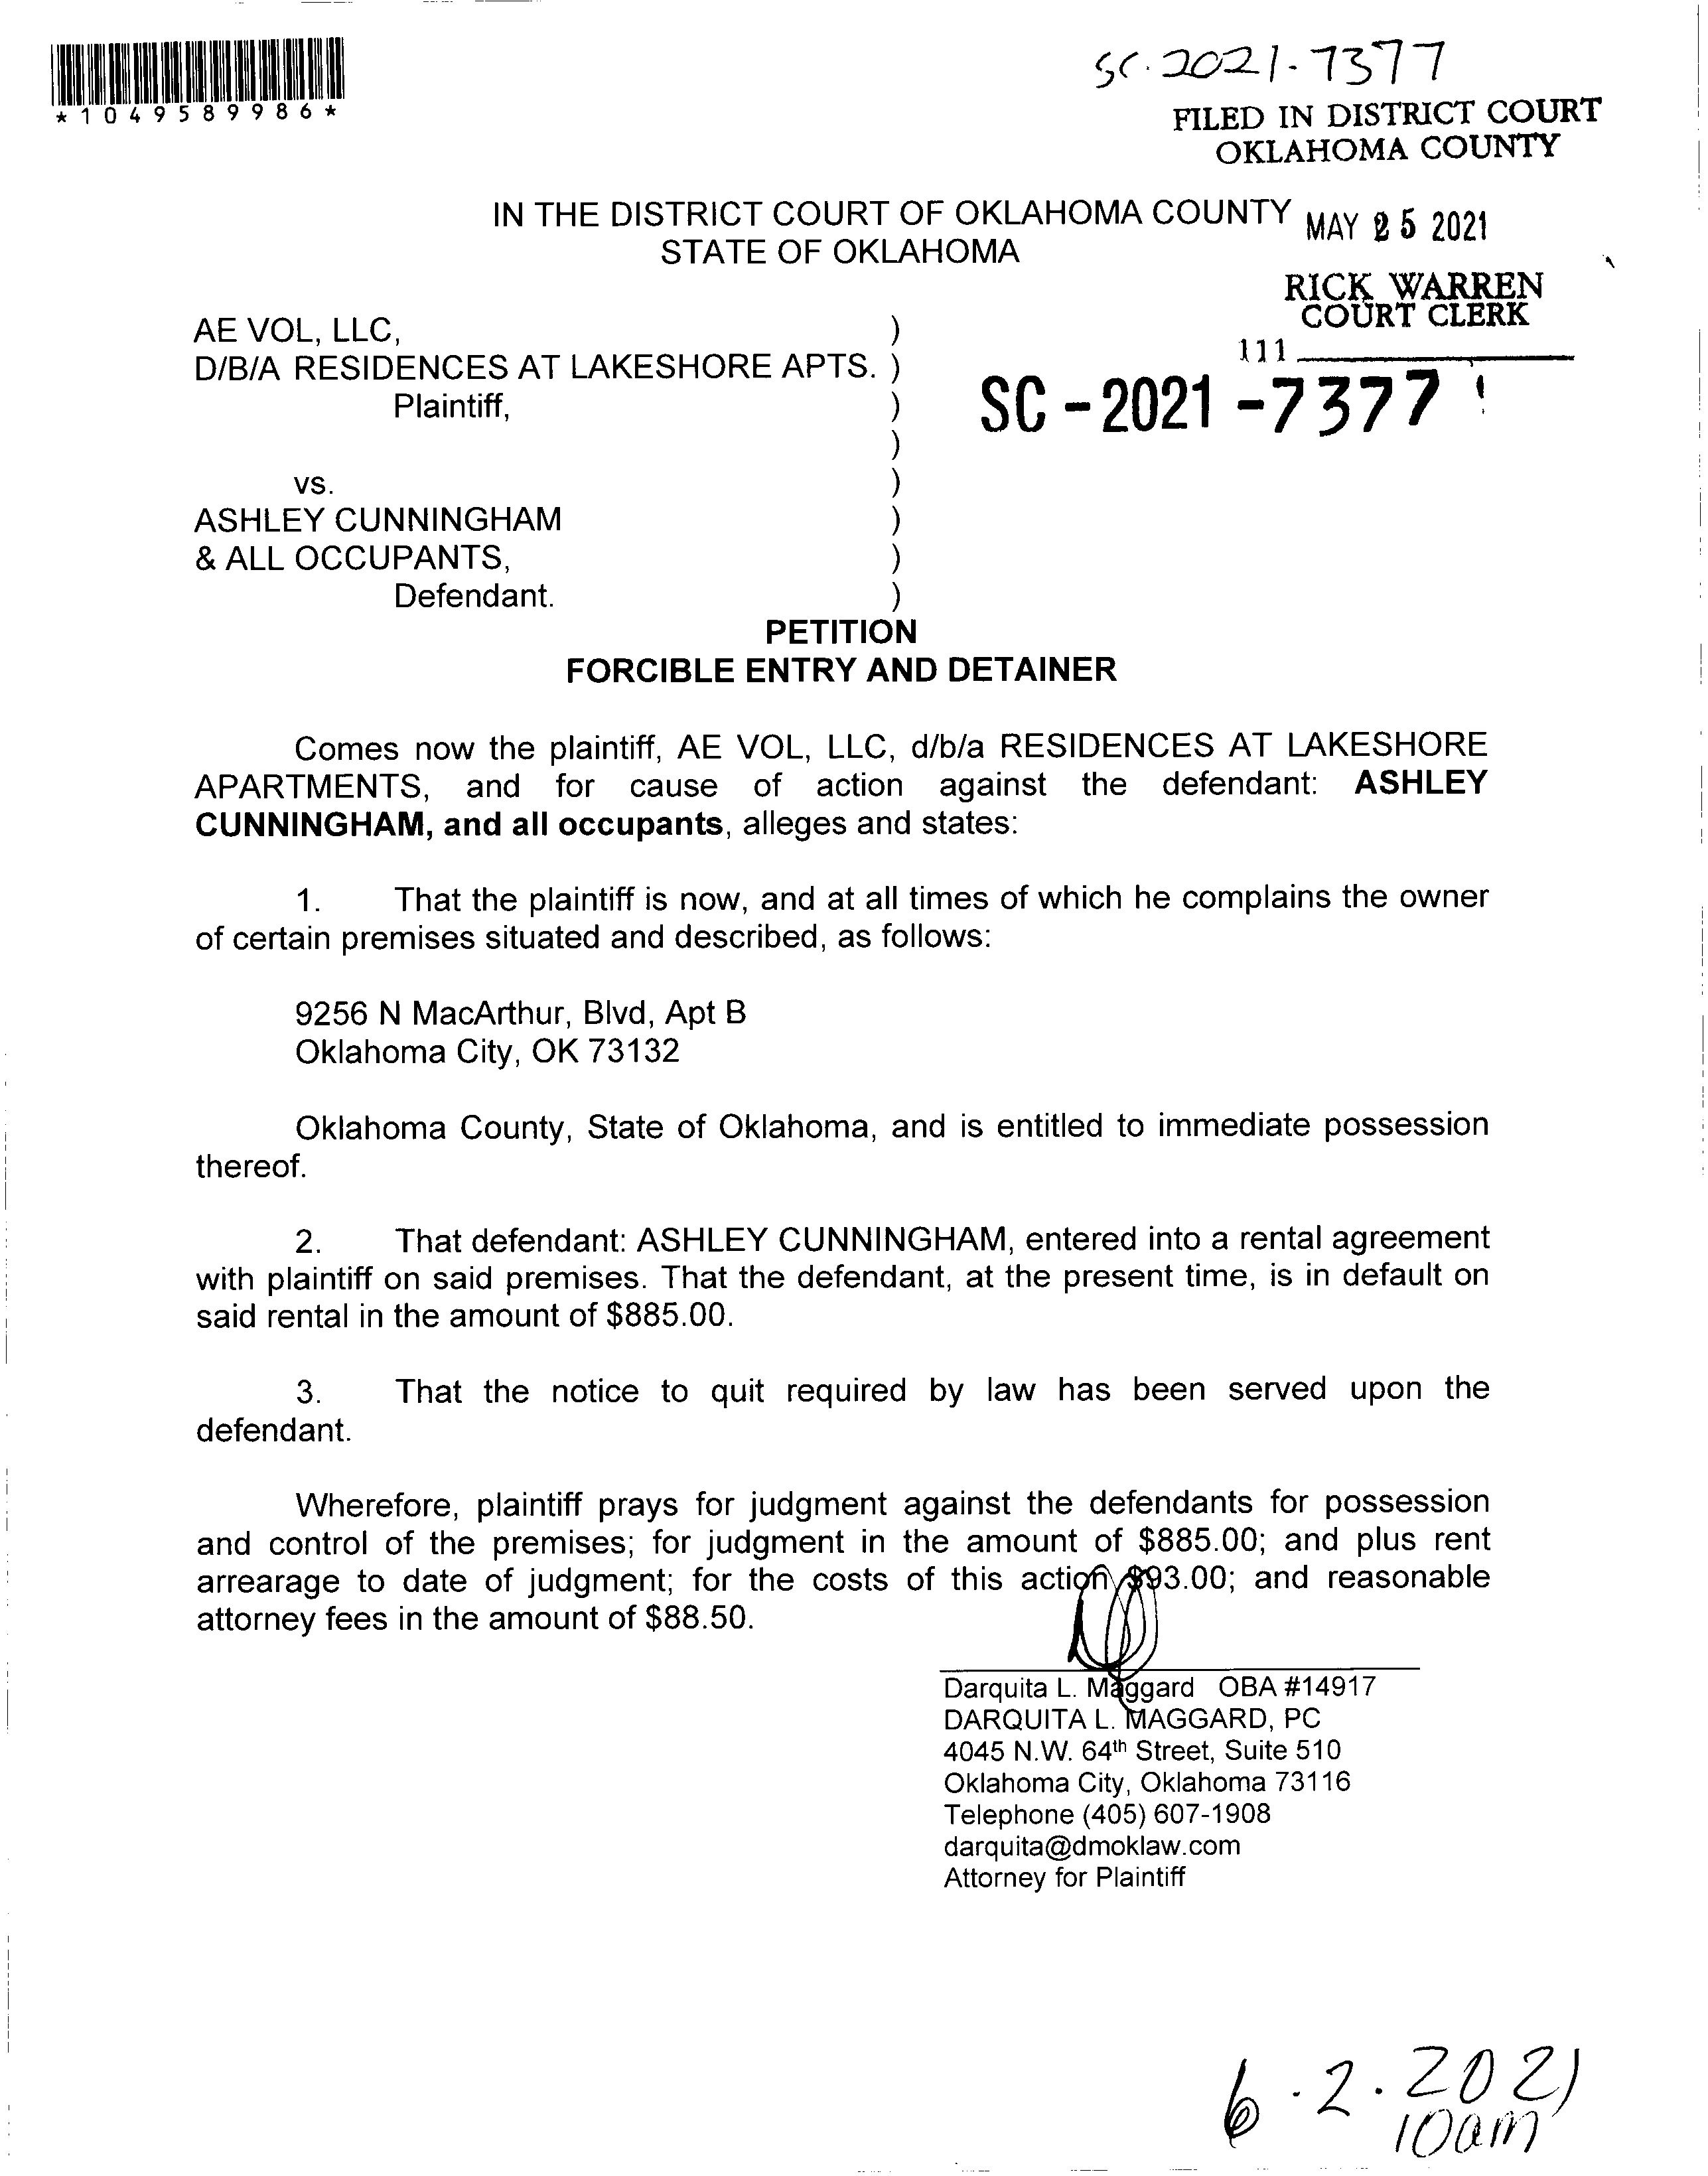 SC-2021-7377
*1049589986*
FILED IN DISTRICT COURT
OKLAHOMA COUNTY
IN THE DISTRICT COURT OF OKLAHOMA COUNTY
STATE OF OKLAHOMA
MAY 25 2021
RICK WARREN
COURT CLERK
111
AE VOL, LLC, )
D/B/A RESIDENCES AT LAKESHORE APTS. )
Plaintiff, )
)
vs. )
ASHLEY CUNNINGHAM )
& ALL OCCUPANTS, )
Defendant. )
SC-2021-7377
PETITION
FORCIBLE ENTRY AND DETAINER
Comes now the plaintiff, AE VOL, LLC, d/b/a RESIDENCES AT LAKESHORE
APARTMENTS, and for cause of action against the defendant: ASHLEY
CUNNINGHAM, and all occupants, alleges and states:
1. That the plaintiff is now, and at all times of which he complains the owner
of certain premises situated and described, as follows:
9256 N MacArthur, Blvd, Apt B
Oklahoma City, OK 73132
Oklahoma County, State of Oklahoma, and is entitled to immediate possession
thereof.
2. That defendant: ASHLEY CUNNINGHAM, entered into a rental agreement
with plaintiff on said premises. That the defendant, at the present time, is in default on
said rental in the amount of $885.00.
3. That the notice to quit required by law has been served upon the
defendant.
Wherefore, plaintiff prays for judgment against the defendants for possession
and control of the premises; for judgment in the amount of $885.00; and plus rent
arrearage to date of judgment; for the costs of this action $93.00; and reasonable
attorney fees in the amount of $88.50.
Darquita L. Maggard OBA #14917
DARQUITA L. MAGGARD, PC
4045 N.W. 64th Street, Suite 510
Oklahoma City, Oklahoma 73116
Telephone (405) 607-1908
darquita@dmoklaw.com
Attorney for Plaintiff
6.2.2021
10am